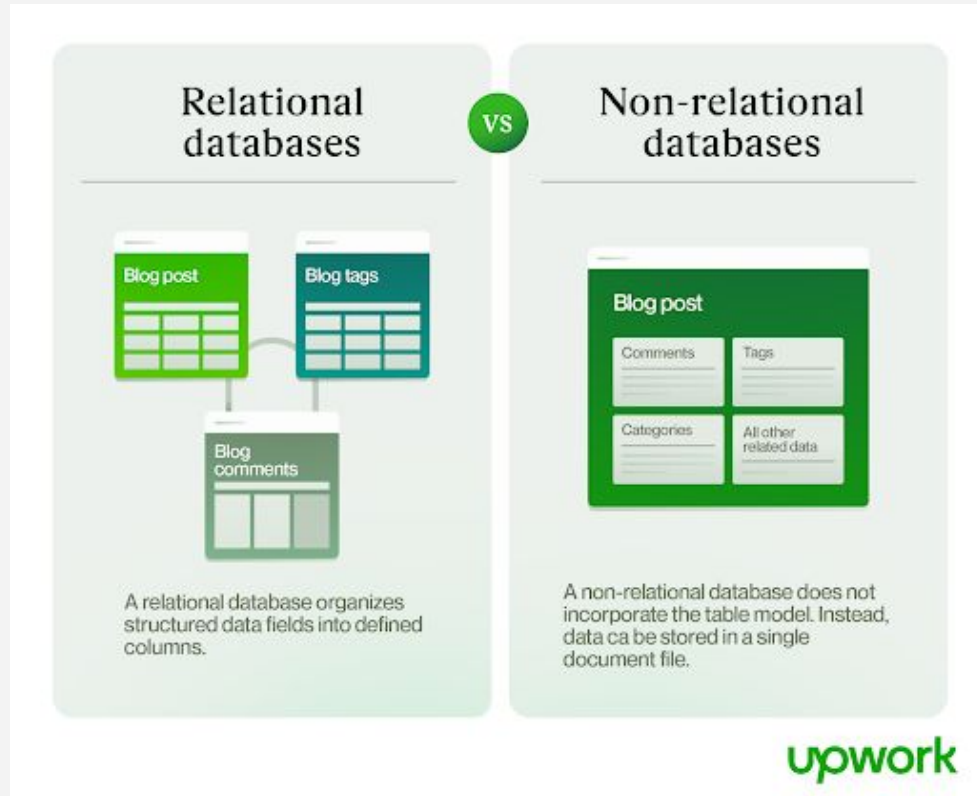 Relational
databases
Blog post
Blog tags
Blog
comments
A relational database organizes
structured data fields into defined
columns.
VS
Non-relational
databases
Blog post
Comments
Tags
Categories
All other
related data
A non-relational database does not
incorporate the table model. Instead,
data ca be stored in a single
document file.
upwork